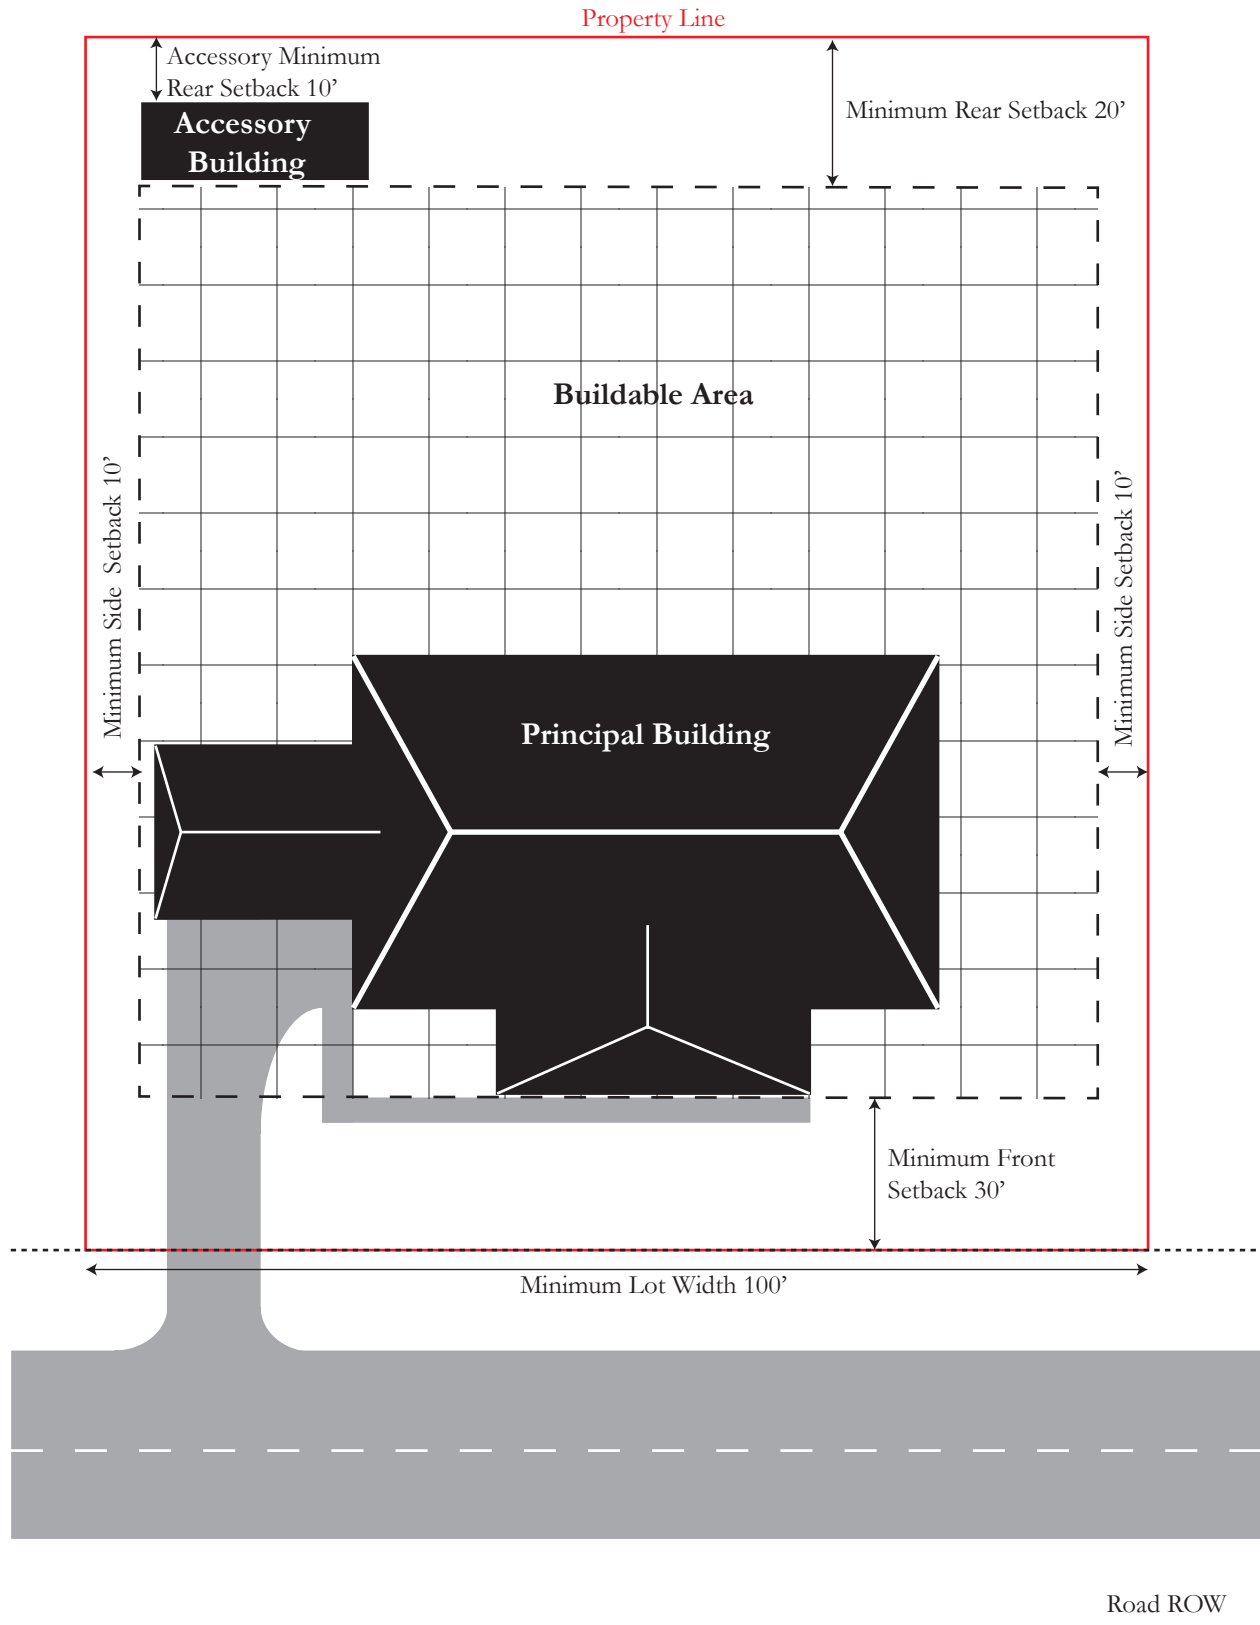 Property Line
Accessory Minimum
Rear Setback 10’
Minimum Rear Setback 20’
Accessory
Building
Buildable Area
Minimum Side  Setback 10’
Minimum Side Setback 10’
Principal Building
Minimum Front
Setback 30’
Minimum Lot Width 100’
Road ROW